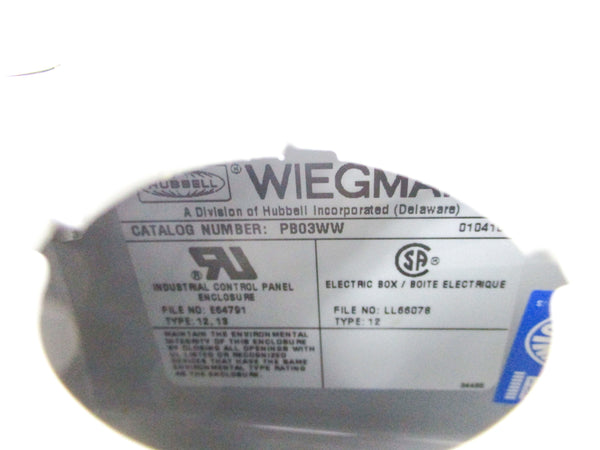 HUBBELL ® WIEGMA
A Division of Hubbell Incorporated (Delaware)
CATALOG NUMBER: PB03WW
INDUSTRIAL CONTROL PANEL
ENCLOSURE
FILE NO: E64791
TYPE: 12, 13
MAINTAIN THE ENVIRONMENTAL
INTEGRITY OF THIS ENCLOSURE
BY CLOSING ALL OPENINGS WITH
UL LISTED OR RECOGNIZED
DEVICES THAT HAVE THE SAME
ENVIRONMENTAL TYPE RATING
AS THE ENCLOSURE.
SA ®
ELECTRIC BOX / BOITE ELECTRIQUE
FILE NO: LL66078
TYPE: 12